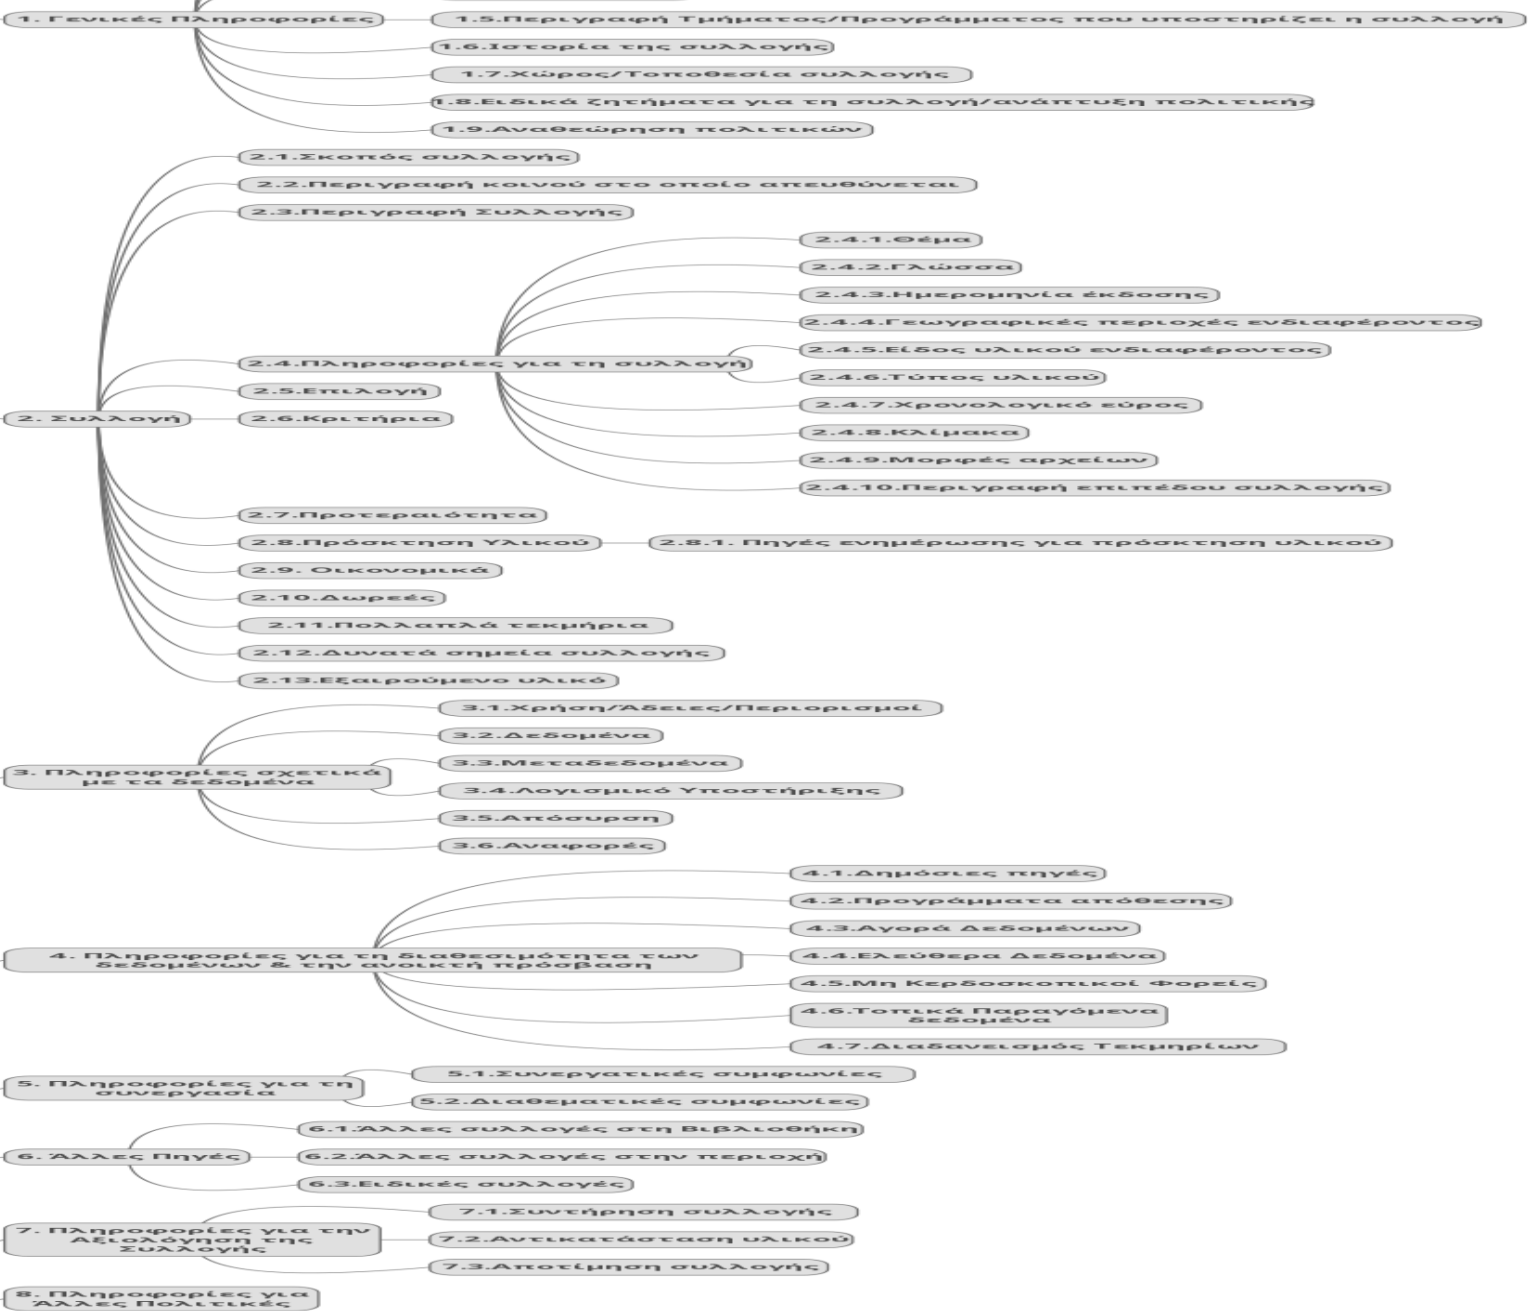 1. Γενικές Πληροφορίες
1.5.Περιγραφή Τμήματος/Προγράμματος που υποστηρίζει η συλλογή
1.6.Ιστορία της συλλογής
1.7.Χώρος/Τοποθεσία συλλογής
1.8.Ειδικά ζητήματα για τη συλλογή/ανάπτυξη πολιτικής
1.9.Αναθεώρηση πολιτικών
2. Συλλογή
2.1.Σκοπός συλλογής
2.2.Περιγραφή κοινού στο οποίο απευθύνεται
2.3.Περιγραφή Συλλογής
2.4.Πληροφορίες για τη συλλογή
2.4.1.Θέμα
2.4.2.Γλώσσα
2.4.3.Ημερομηνία έκδοσης
2.4.4.Γεωγραφικές περιοχές ενδιαφέροντος
2.4.5.Είδος υλικού ενδιαφέροντος
2.4.6.Τύπος υλικού
2.4.7.Χρονολογικό εύρος
2.4.8.Κλίμακα
2.4.9.Μορφές αρχείων
2.4.10.Περιγραφή επιπέδου συλλογής
2.5.Επιλογή
2.6.Κριτήρια
2.7.Προτεραιότητα
2.8.Πρόσκτηση Υλικού
2.8.1. Πηγές ενημέρωσης για πρόσκτηση υλικού
2.9. Οικονομικά
2.10.Δωρεές
2.11.Πολλαπλά τεκμήρια
2.12.Δυνατά σημεία συλλογής
2.13.Εξαιρούμενο υλικό
3. Πληροφορίες σχετικά
με τα δεδομένα
3.1.Χρήση/Άδειες/Περιορισμοί
3.2.Δεδομένα
3.3.Μεταδεδομένα
3.4.Λογισμικό Υποστήριξης
3.5.Απόσυρση
3.6.Αναφορές
4. Πληροφορίες για τη διαθεσιμότητα των
δεδομένων & την ανοικτή πρόσβαση
4.1.Δημόσιες πηγές
4.2.Προγράμματα απόθεσης
4.3.Αγορά Δεδομένων
4.4.Ελεύθερα Δεδομένα
4.5.Μη Κερδοσκοπικοί Φορείς
4.6.Τοπικά Παραγόμενα
δεδομένα
4.7.Διαδανεισμός Τεκμηρίων
5. Πληροφορίες για τη
συνεργασία
5.1.Συνεργατικές συμφωνίες
5.2.Διαθεματικές συμφωνίες
6. Άλλες Πηγές
6.1.Άλλες συλλογές στη Βιβλιοθήκη
6.2.Άλλες συλλογές στην περιοχή
6.3.Ειδικές συλλογές
7. Πληροφορίες για την
Αξιολόγηση της
Συλλογής
7.1.Συντήρηση συλλογής
7.2.Αντικατάσταση υλικού
7.3.Αποτίμηση συλλογής
8. Πληροφορίες για
Άλλες Πολιτικές